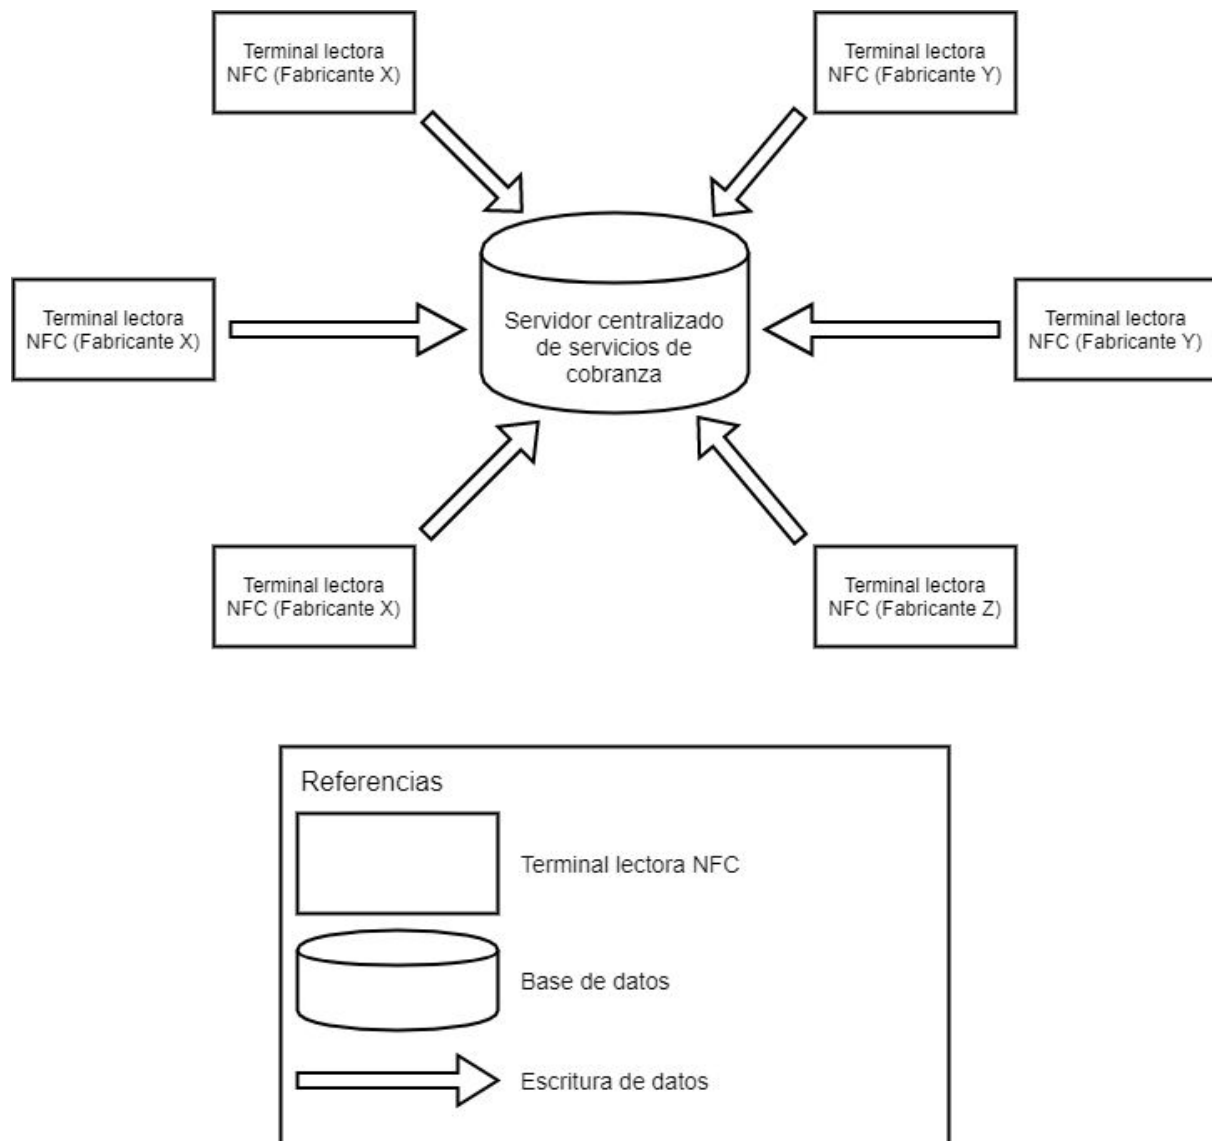 Terminal lectora
NFC (Fabricante X)
Terminal lectora
NFC (Fabricante Y)
Terminal lectora
NFC (Fabricante X)
Servidor centralizado
de servicios de
cobranza
Terminal lectora
NFC (Fabricante Y)
Terminal lectora
NFC (Fabricante X)
Terminal lectora
NFC (Fabricante Z)
Referencias
Terminal lectora NFC
Base de datos
Escritura de datos